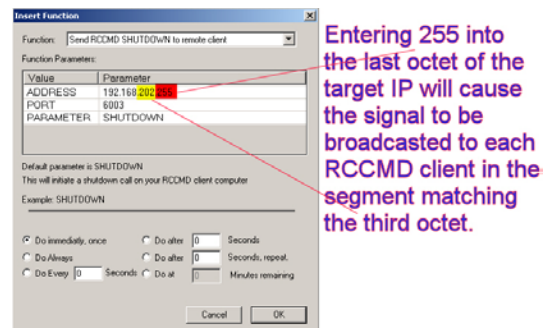 Insert Function
Function: Send RCCMD SHUTDOWN to remote client
Function Parameters:
Value Parameter
ADDRESS 192.168.202.255
PORT 6003
PARAMETER SHUTDOWN
Default parameter is SHUTDOWN
This will initiate a shutdown call on your RCCMD client computer
Example: SHUTDOWN
Do immediatly, once Do after 0 Seconds
Do Always Do after 0 Seconds, repeat.
Do Every 0 Seconds Do at 0 Minutes remaining
Cancel OK
Entering 255 into
the last octet of the
target IP will cause
the signal to be
broadcasted to each
RCCMD client in the
segment matching
the third octet.